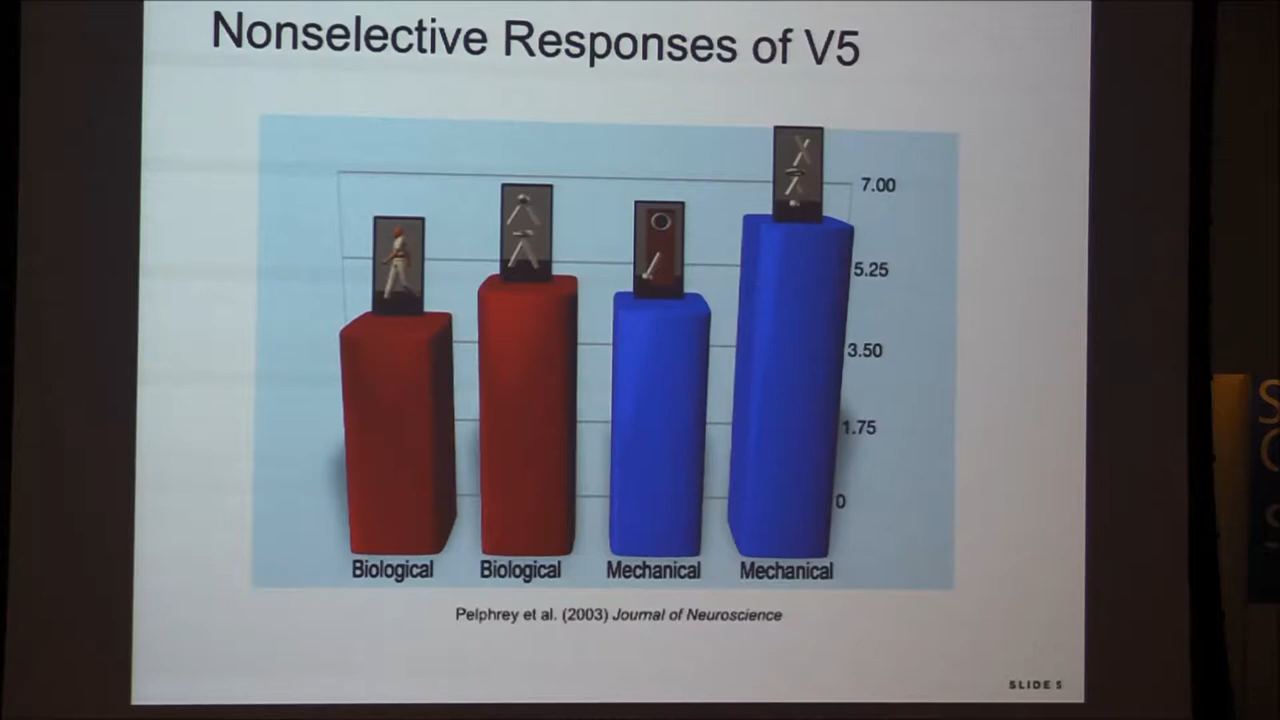 Nonselective Responses of V5
7.00
5.25
3.50
1.75
0
Biological Biological Mechanical Mechanical
Pelphrey et al. (2003) Journal of Neuroscience
SLIDE 5